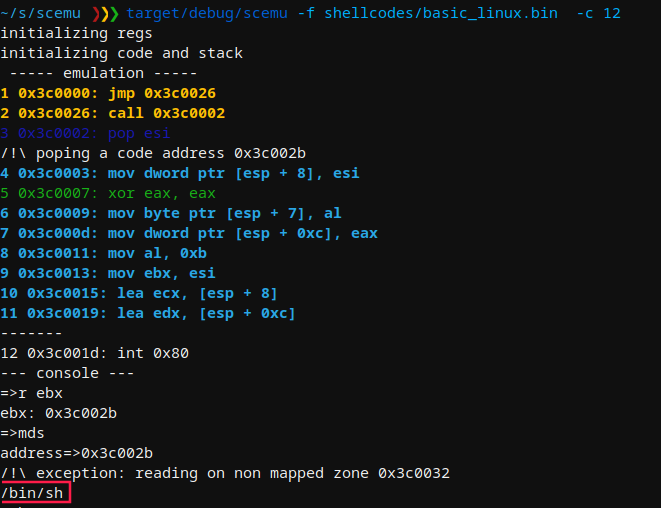 ~/s/scemu ❯❯❯ target/debug/scemu -f shellcodes/basic_linux.bin  -c 12
initializing regs
initializing code and stack
 ----- emulation -----
1 0x3c0000: jmp 0x3c0026
2 0x3c0026: call 0x3c0002
3 0x3c0002: pop esi
/!\ poping a code address 0x3c002b
4 0x3c0003: mov dword ptr [esp + 8], esi
5 0x3c0007: xor eax, eax
6 0x3c0009: mov byte ptr [esp + 7], al
7 0x3c000d: mov dword ptr [esp + 0xc], eax
8 0x3c0011: mov al, 0xb
9 0x3c0013: mov ebx, esi
10 0x3c0015: lea ecx, [esp + 8]
11 0x3c0019: lea edx, [esp + 0xc]
-------
12 0x3c001d: int 0x80
--- console ---
=>r ebx
ebx: 0x3c002b
=>mds
address=>0x3c002b
/!\ exception: reading on non mapped zone 0x3c0032
/bin/sh